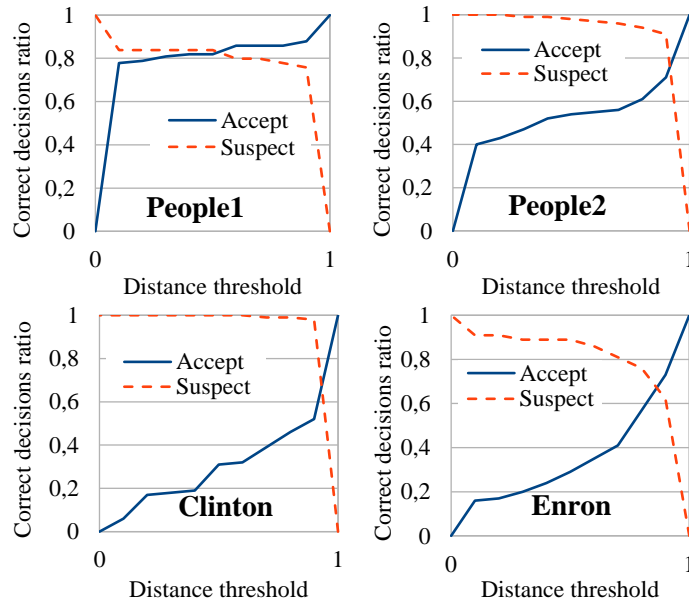 1
0,8
0,6
0,4
0,2
0
Correct decisions ratio
Accept
Suspect
People1
0
1
Distance threshold
1
0,8
0,6
0,4
0,2
0
Correct decisions ratio
Accept
Suspect
People2
0
1
Distance threshold
1
0,8
0,6
0,4
0,2
0
Correct decisions ratio
Accept
Suspect
Clinton
0
1
Distance threshold
1
0,8
0,6
0,4
0,2
0
Correct decisions ratio
Accept
Suspect
Enron
0
1
Distance threshold